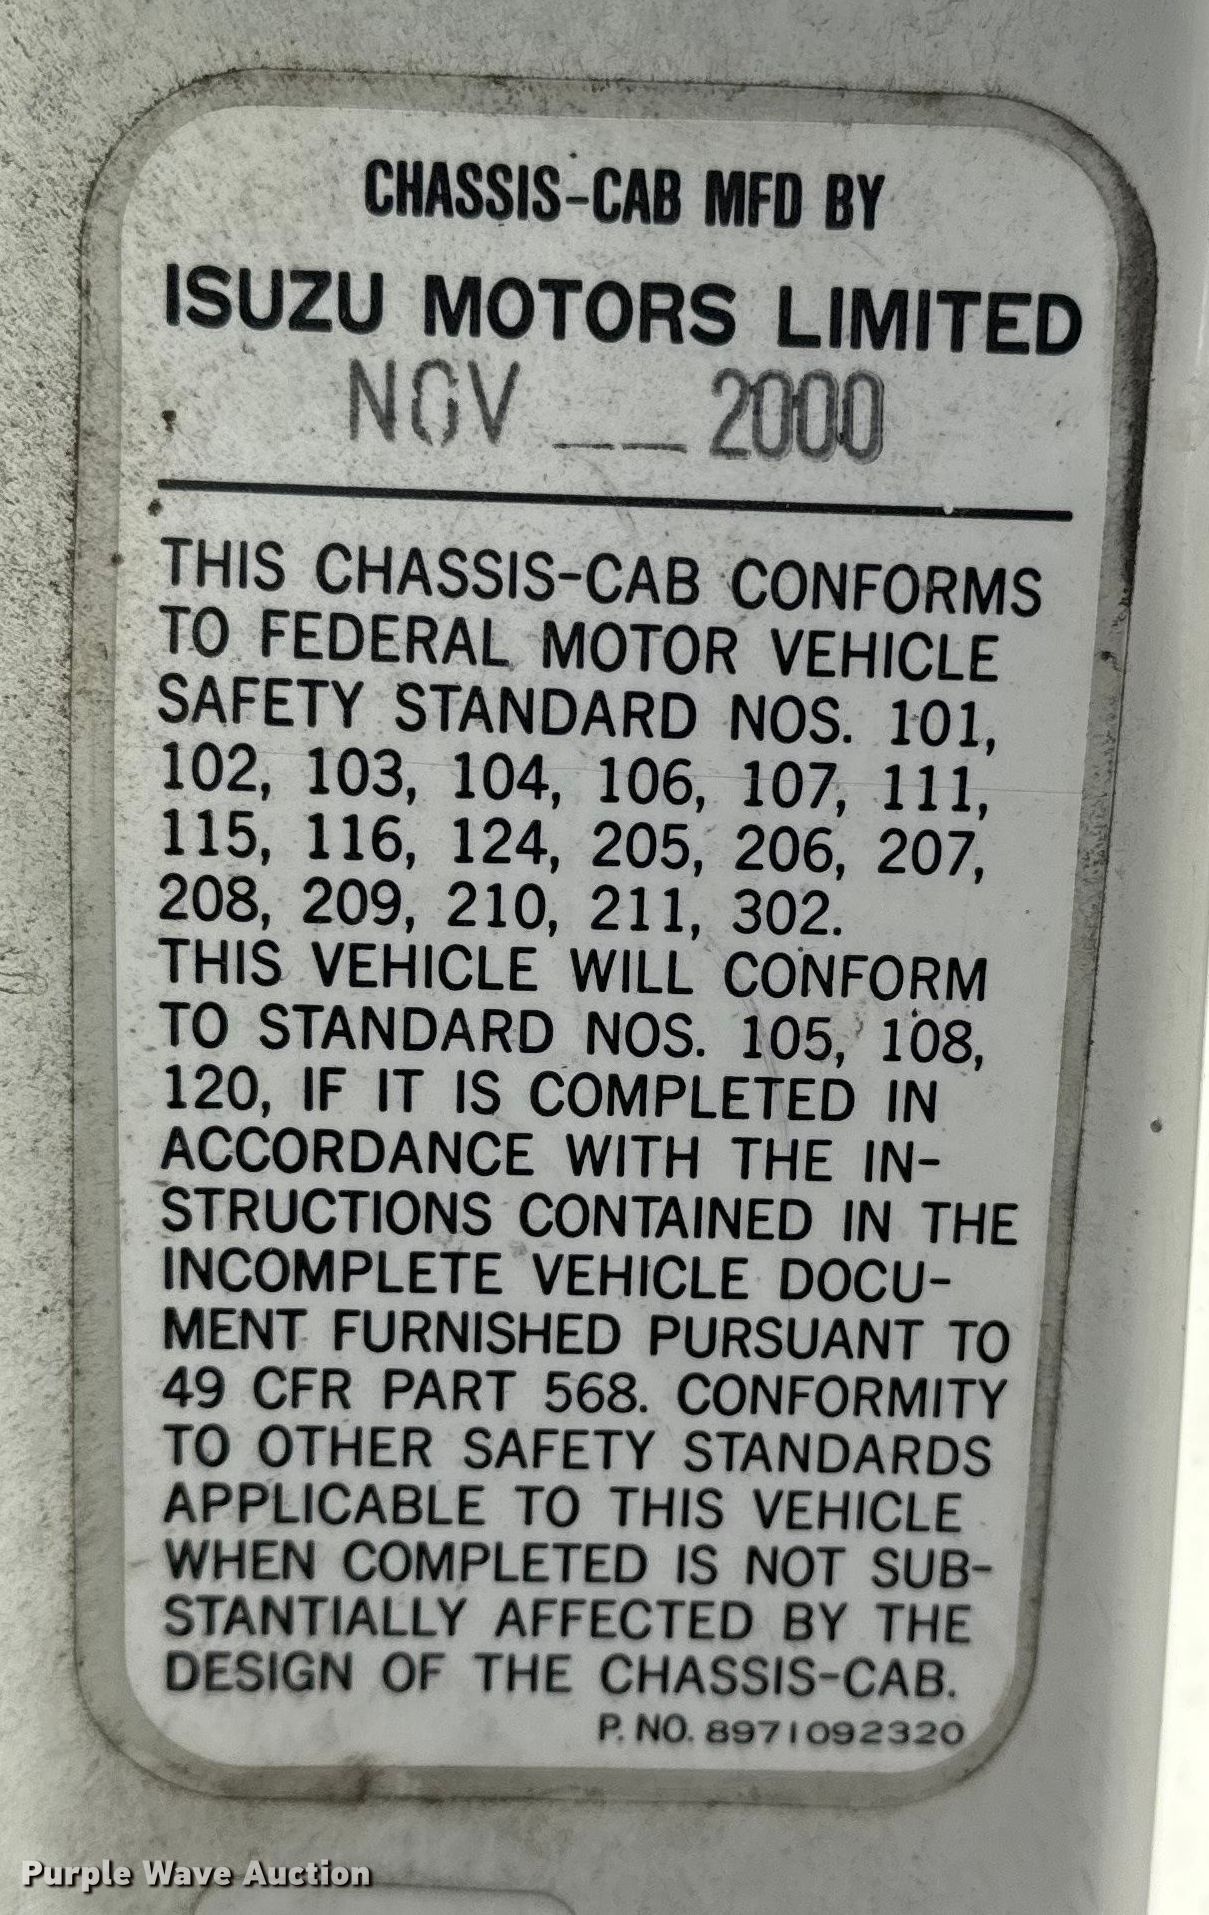 CHASSIS-CAB MFD BY
ISUZU MOTORS LIMITED
NOV __ 2000
THIS CHASSIS-CAB CONFORMS
TO FEDERAL MOTOR VEHICLE
SAFETY STANDARD NOS. 101,
102, 103, 104, 106, 107, 111,
115, 116, 124, 205, 206, 207,
208, 209, 210, 211, 302.
THIS VEHICLE WILL CONFORM
TO STANDARD NOS. 105, 108,
120, IF IT IS COMPLETED IN
ACCORDANCE WITH THE IN-
STRUCTIONS CONTAINED IN THE
INCOMPLETE VEHICLE DOCU-
MENT FURNISHED PURSUANT TO
49 CFR PART 568. CONFORMITY
TO OTHER SAFETY STANDARDS
APPLICABLE TO THIS VEHICLE
WHEN COMPLETED IS NOT SUB-
STANTIALLY AFFECTED BY THE
DESIGN OF THE CHASSIS-CAB.
P. NO. 8971092320
Purple Wave Auction